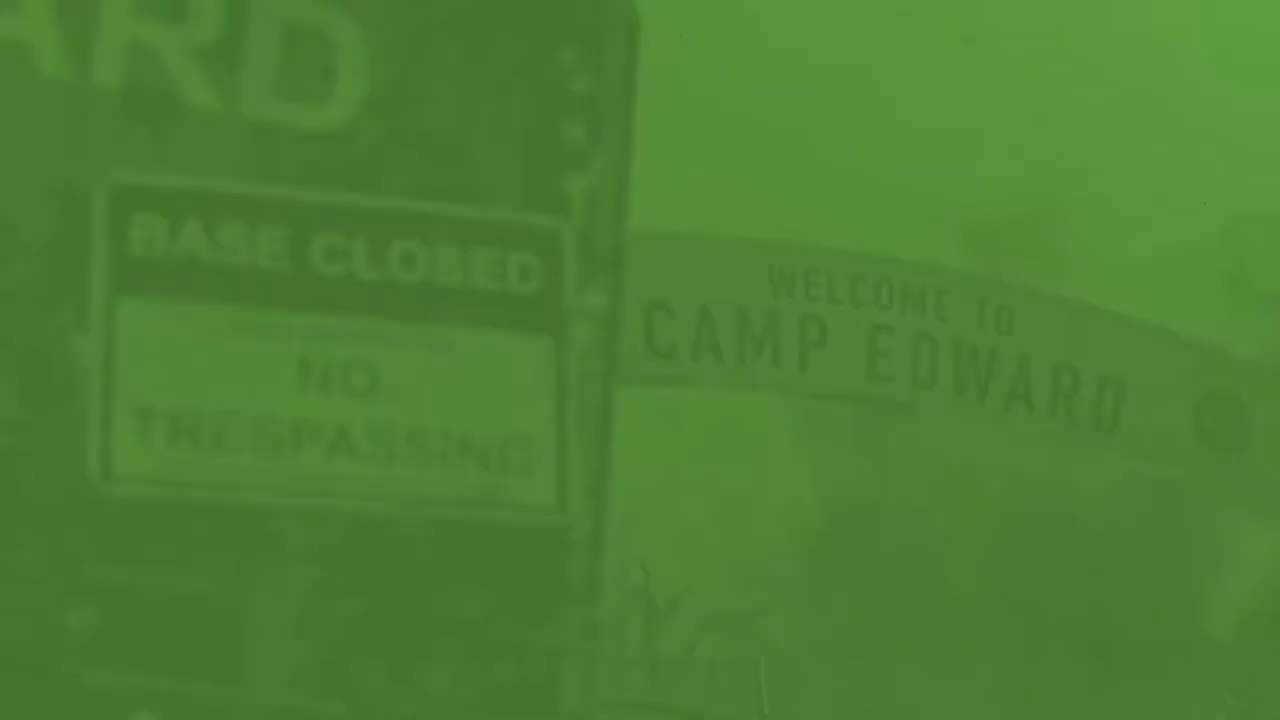 ARD
BASE CLOSED
NO
TRESPASSING
WELCOME TO
CAMP EDWARD